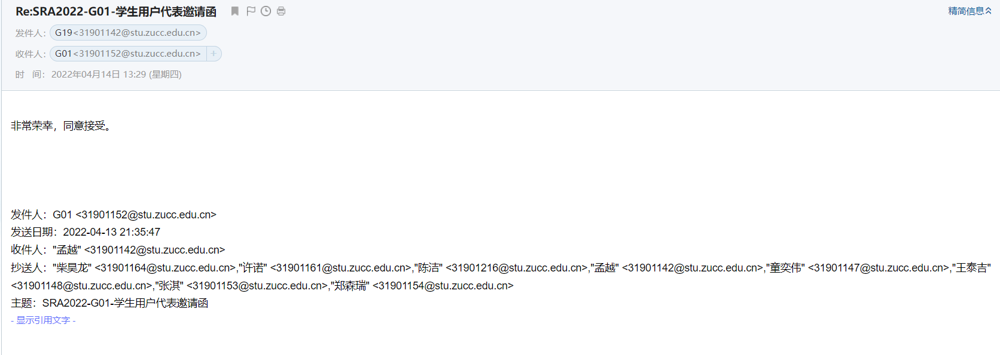 Re:SRA2022-G01-学生用户代表邀请函
精简信息
发件人： G19<31901142@stu.zucc.edu.cn>
收件人： G01<31901152@stu.zucc.edu.cn> +
时 间： 2022年04月14日 13:29 (星期四)
非常荣幸，同意接受。
发件人：G01 <31901152@stu.zucc.edu.cn>
发送日期：2022-04-13 21:35:47
收件人："孟越" <31901142@stu.zucc.edu.cn>
抄送人："柴昊龙" <31901164@stu.zucc.edu.cn>,"许诺" <31901161@stu.zucc.edu.cn>,"陈洁" <31901216@stu.zucc.edu.cn>,"孟越" <31901142@stu.zucc.edu.cn>,"童奕伟" <31901147@stu.zucc.edu.cn>,"王泰吉"
<31901148@stu.zucc.edu.cn>,"张淇" <31901153@stu.zucc.edu.cn>,"郑森瑞" <31901154@stu.zucc.edu.cn>
主题：SRA2022-G01-学生用户代表邀请函
- 显示引用文字 -